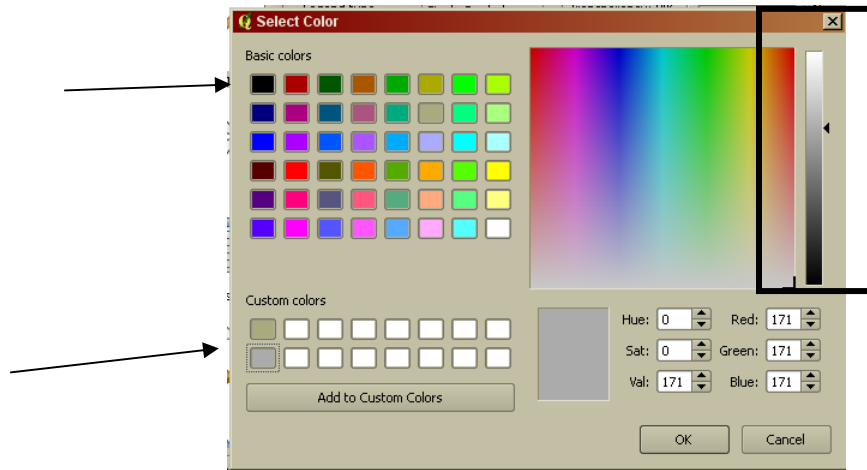 Select Color
Basic colors
Custom colors
Add to Custom Colors
Hue: 0 Red: 171
Sat: 0 Green: 171
Val: 171 Blue: 171
OK Cancel